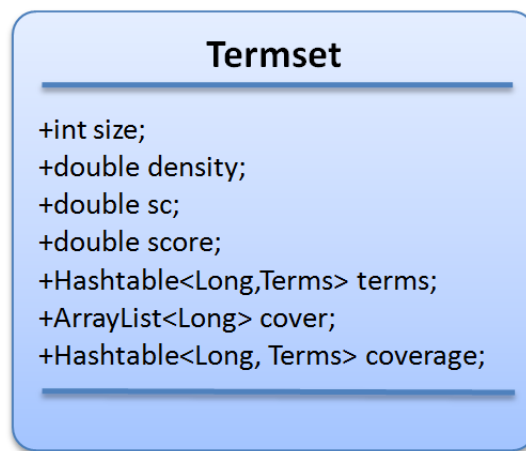 Termset
+int size;
+double density;
+double sc;
+double score;
+Hashtable<Long,Terms> terms;
+ArrayList<Long> cover;
+Hashtable<Long, Terms> coverage;